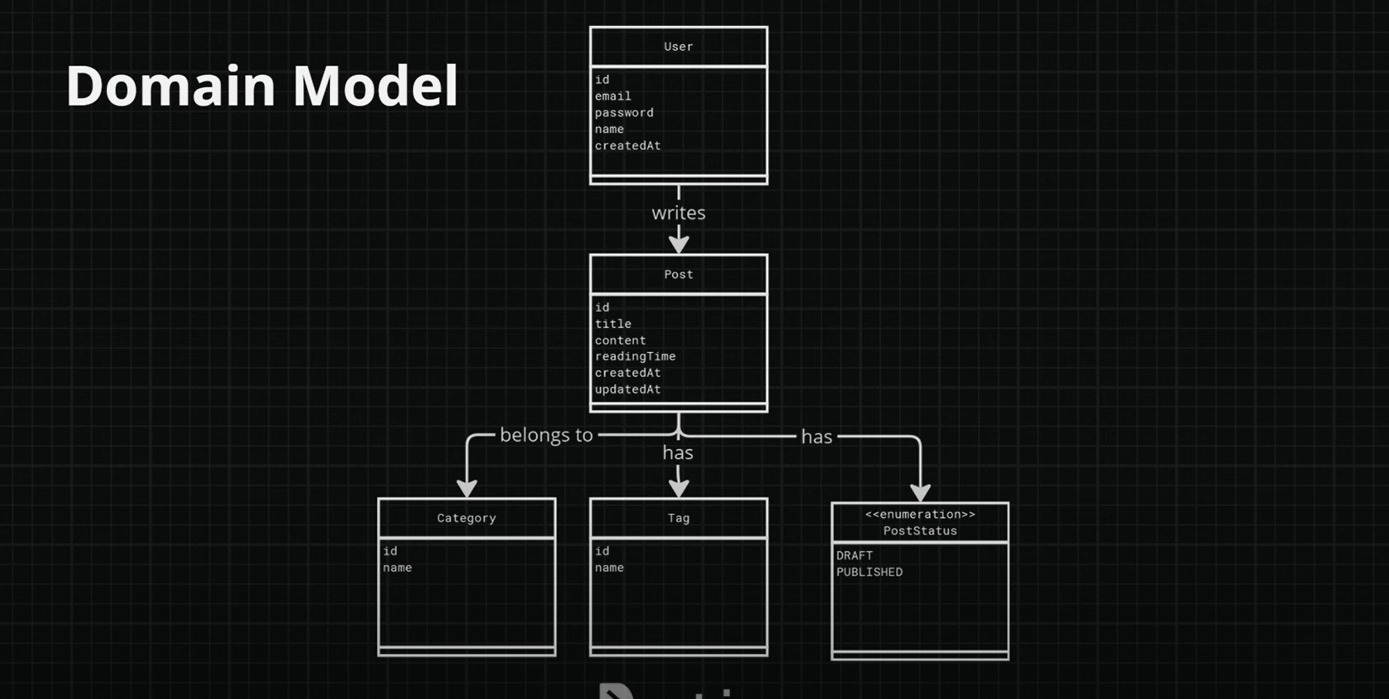 Domain Model
User
id
email
password
name
createdAt
writes
Post
id
title
content
readingTime
createdAt
updatedAt
belongs to
has
has
Category
id
name
Tag
id
name
<<enumeration>>
PostStatus
DRAFT
PUBLISHED